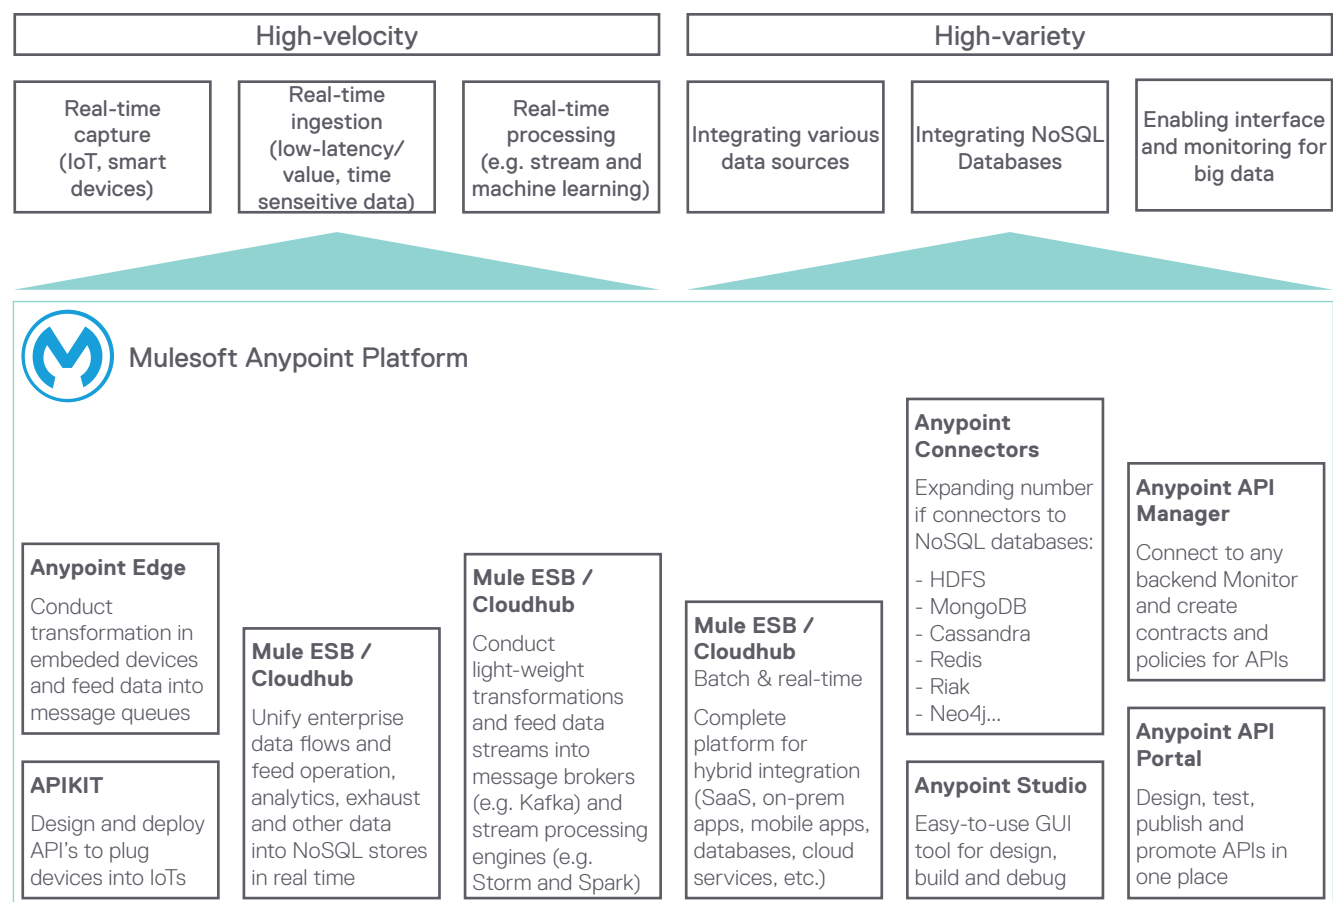 High-velocity
High-variety
Real-time
capture
(IoT, smart
devices)
Real-time
ingestion
(low-latency/
value, time
senseitive data)
Real-time
processing
(e.g. stream and
machine learning)
Integrating various
data sources
Integrating NoSQL
Databases
Enabling interface
and monitoring for
big data
Mulesoft Anypoint Platform
Anypoint Edge
Conduct
transformation in
embeded devices
and feed data into
message queues
APIKIT
Design and deploy
API's to plug
devices into IoTs
Mule ESB /
Cloudhub
Unify enterprise
data flows and
feed operation,
analytics, exhaust
and other data
into NoSQL stores
in real time
Mule ESB /
Cloudhub
Conduct
light-weight
transformations
and feed data
streams into
message brokers
(e.g. Kafka) and
stream processing
engines (e.g.
Storm and Spark)
Mule ESB /
Cloudhub
Batch & real-time
Complete
platform for
hybrid integration
(SaaS, on-prem
apps, mobile apps,
databases, cloud
services, etc.)
Anypoint
Connectors
Expanding number
if connectors to
NoSQL databases:
- HDFS
- MongoDB
- Cassandra
- Redis
- Riak
- Neo4j...
Anypoint Studio
Easy-to-use GUI
tool for design,
build and debug
Anypoint API
Manager
Connect to any
backend Monitor
and create
contracts and
policies for APIs
Anypoint API
Portal
Design, test,
publish and
promote APIs in
one place